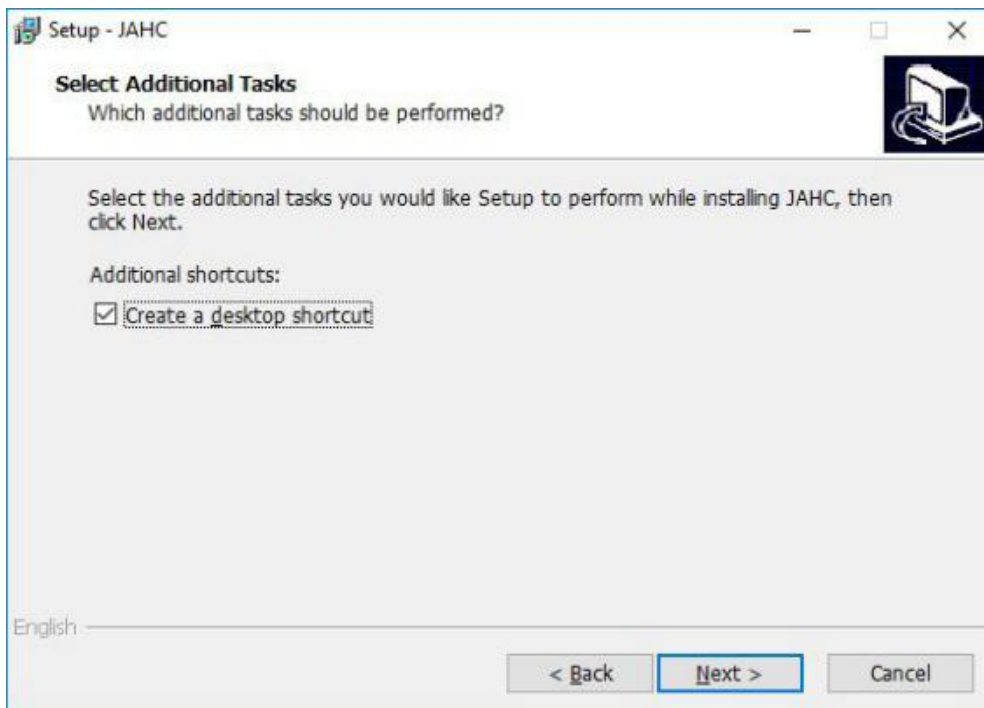 Setup - JAHC
Select Additional Tasks
Which additional tasks should be performed?
Select the additional tasks you would like Setup to perform while installing JAHC, then
click Next.
Additional shortcuts:
Create a desktop shortcut
English
< Back
Next >
Cancel